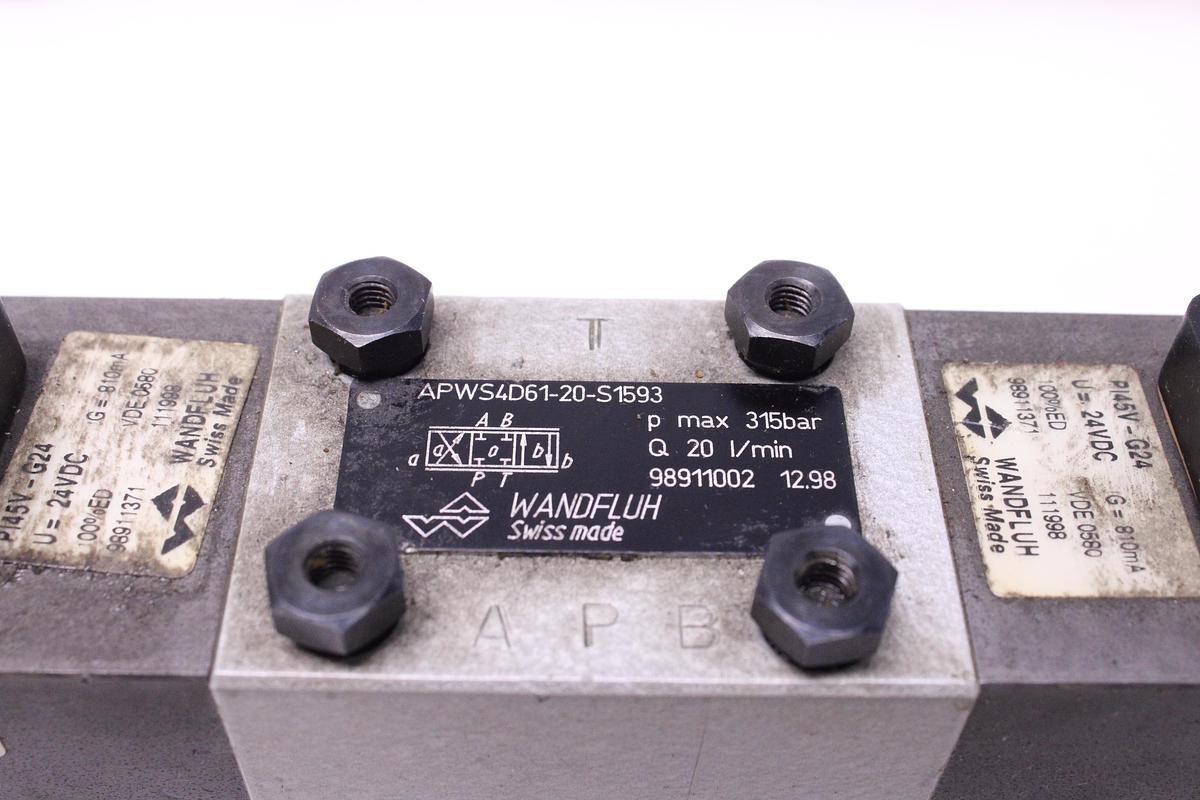 PI45V-G24
U= 24VDC
100%ED
98911371
IG= 810mA
VDE 0580
111998
WANDFLUH
Swiss Made
T
APWS4D61-20-S1593
A B
a a o b b
P T
p max 315bar
Q 20 l/min
98911002 12.98
WANDFLUH
Swiss made
A P B
PI45V-G24 G= 810mA
U= 24VDC
100%ED VDE 0580
98911371 111998
WANDFLUH
Swiss Made